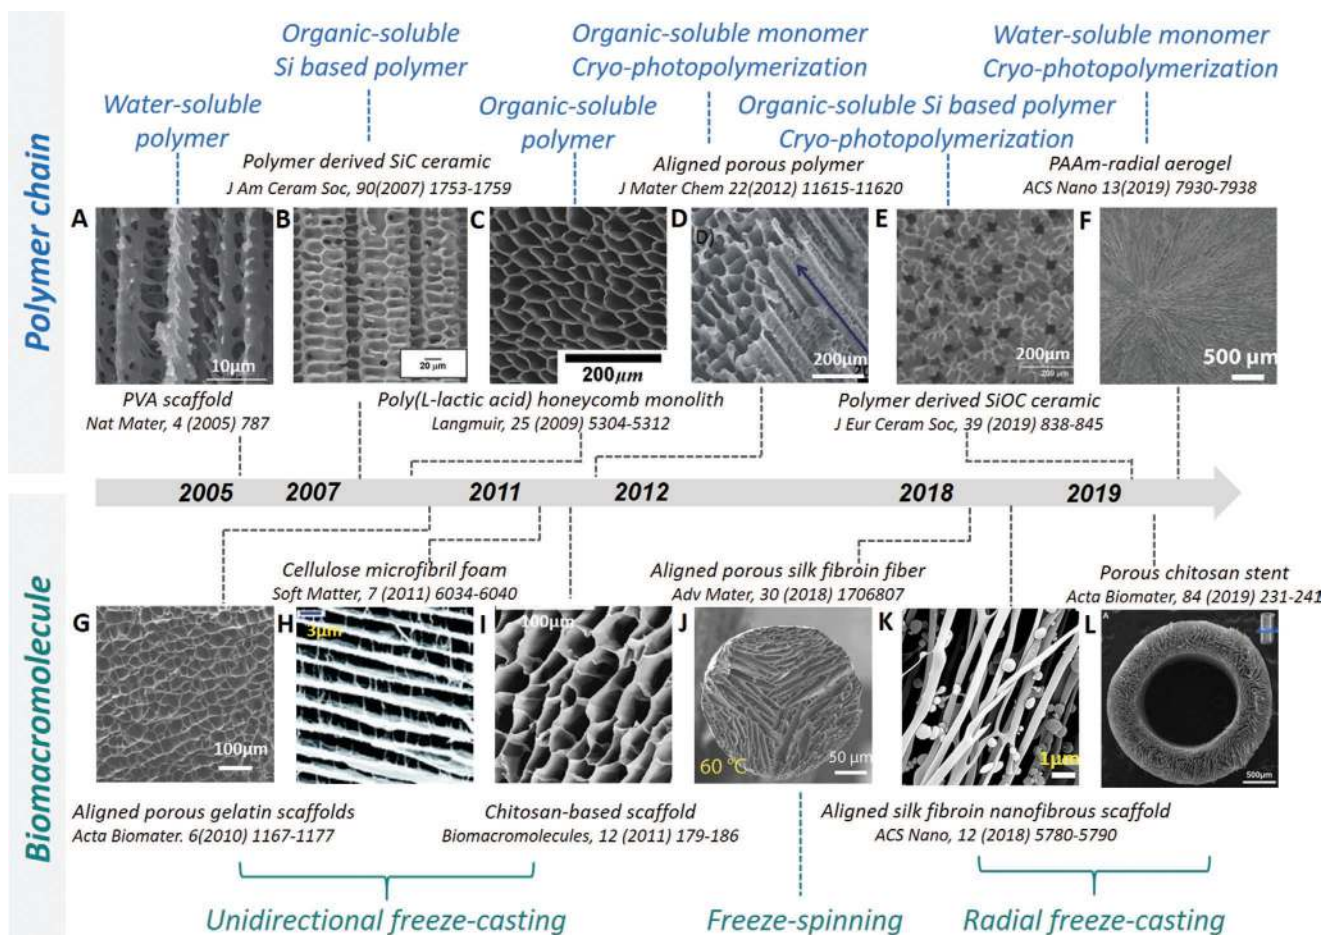 Organic-soluble
Si based polymer
Organic-soluble monomer
Cryo-photopolymerization
Water-soluble monomer
Cryo-photopolymerization
Water-soluble
polymer
Organic-soluble
polymer
Organic-soluble Si based polymer
Cryo-photopolymerization
Polymer chain
Polymer derived SiC ceramic
J Am Ceram Soc, 90(2007) 1753-1759
Aligned porous polymer
J Mater Chem 22(2012) 11615-11620
PAAm-radial aerogel
ACS Nano 13(2019) 7930-7938
A
10μm
B
20 μm
C
200μm
D
D)
200μm
E
200μm
200 μm
F
500 μm
PVA scaffold
Nat Mater, 4 (2005) 787
Poly(L-lactic acid) honeycomb monolith
Langmuir, 25 (2009) 5304-5312
Polymer derived SiOC ceramic
J Eur Ceram Soc, 39 (2019) 838-845
2005
2007
2011
2012
2018
2019
Biomacromolecule
Cellulose microfibril foam
Soft Matter, 7 (2011) 6034-6040
Aligned porous silk fibroin fiber
Adv Mater, 30 (2018) 1706807
Porous chitosan stent
Acta Biomater, 84 (2019) 231-241
G
100μm
H
3μm
I
100μm
J
60 °C
50 μm
K
1μm
L
A
500μm
Aligned porous gelatin scaffolds
Acta Biomater. 6(2010) 1167-1177
Chitosan-based scaffold
Biomacromolecules, 12 (2011) 179-186
Aligned silk fibroin nanofibrous scaffold
ACS Nano, 12 (2018) 5780-5790
Unidirectional freeze-casting
Freeze-spinning
Radial freeze-casting